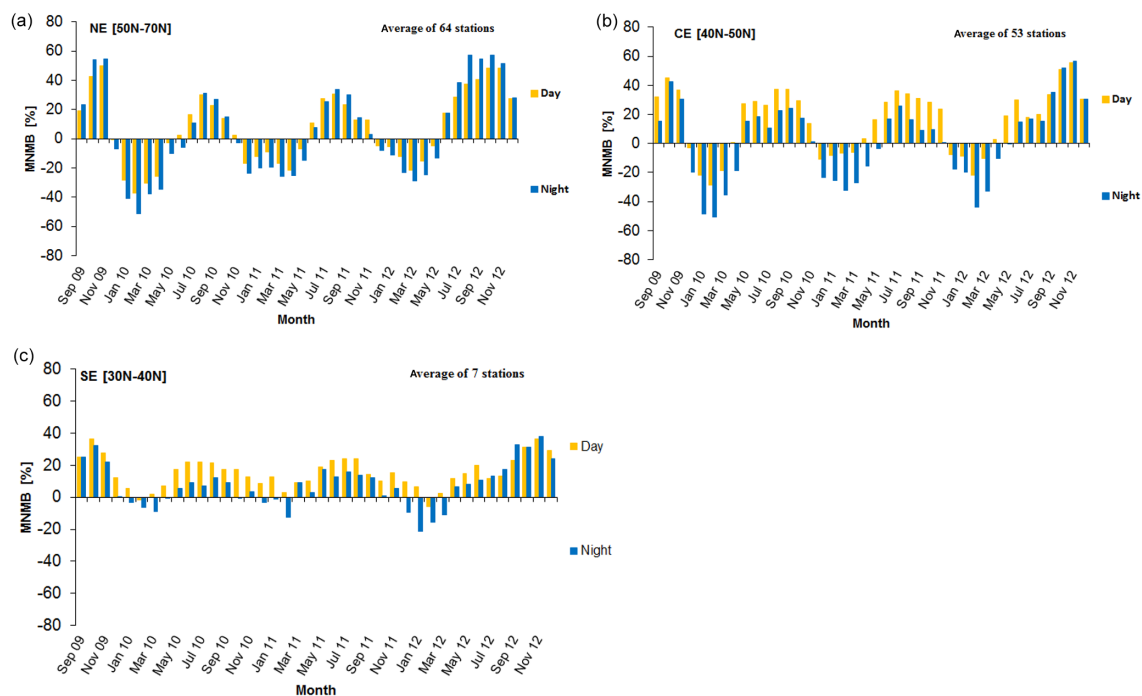 (a)
NE [50N-70N]
Average of 64 stations
80
60
40
20
0
-20
-40
-60
-80
MNMB [%]
Day
Night
Sep 09 Nov 09 Jan 10 Mar 10 May 10 Jul 10 Sep 10 Nov 10 Jan 11 Mar 11 May 11 Jul 11 Sep 11 Nov 11 Jan 12 Mar 12 May 12 Jul 12 Sep 12 Nov 12
Month
(b)
CE [40N-50N]
Average of 53 stations
80
60
40
20
0
-20
-40
-60
-80
MNMB [%]
Day
Night
Sep 09 Nov 09 Jan 10 Mar 10 May 10 Jul 10 Sep 10 Nov 10 Jan 11 Mar 11 May 11 Jul 11 Sep 11 Nov 11 Jan 12 Mar 12 May 12 Jul 12 Sep 12 Nov 12
Month
(c)
SE [30N-40N]
Average of 7 stations
80
60
40
20
0
-20
-40
-60
-80
MNMB [%]
Day
Night
Sep 09 Nov 09 Jan 10 Mar 10 May 10 Jul 10 Sep 10 Nov 10 Jan 11 Mar 11 May 11 Jul 11 Sep 11 Nov 11 Jan 12 Mar 12 May 12 Jul 12 Sep 12 Nov 12
Month